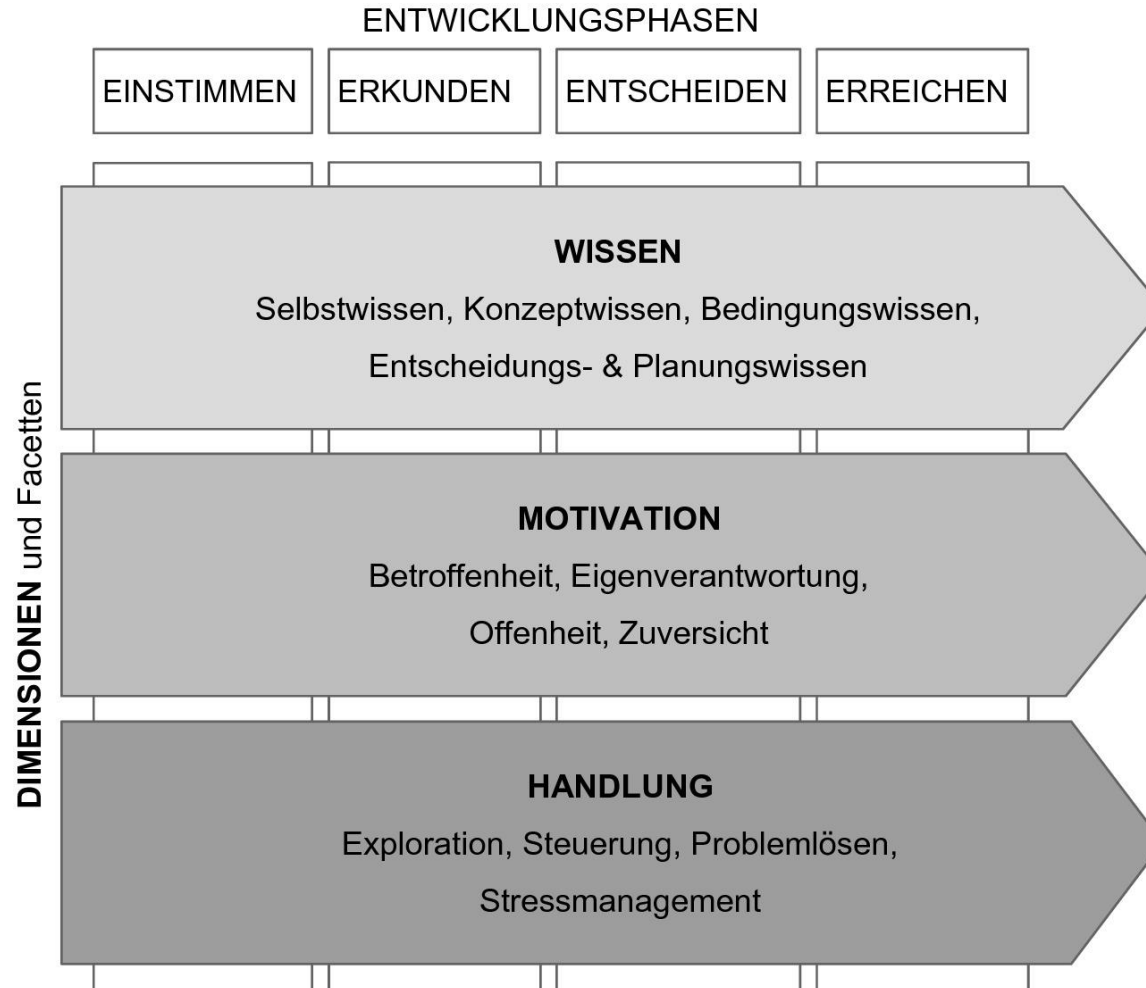 ENTWICKLUNGSPHASEN
EINSTIMMEN
ERKUNDEN
ENTSCHEIDEN
ERREICHEN
DIMENSIONEN und Facetten
WISSEN
Selbstwissen, Konzeptwissen, Bedingungswissen,
Entscheidungs- & Planungswissen
MOTIVATION
Betroffenheit, Eigenverantwortung,
Offenheit, Zuversicht
HANDLUNG
Exploration, Steuerung, Problemlösen,
Stressmanagement